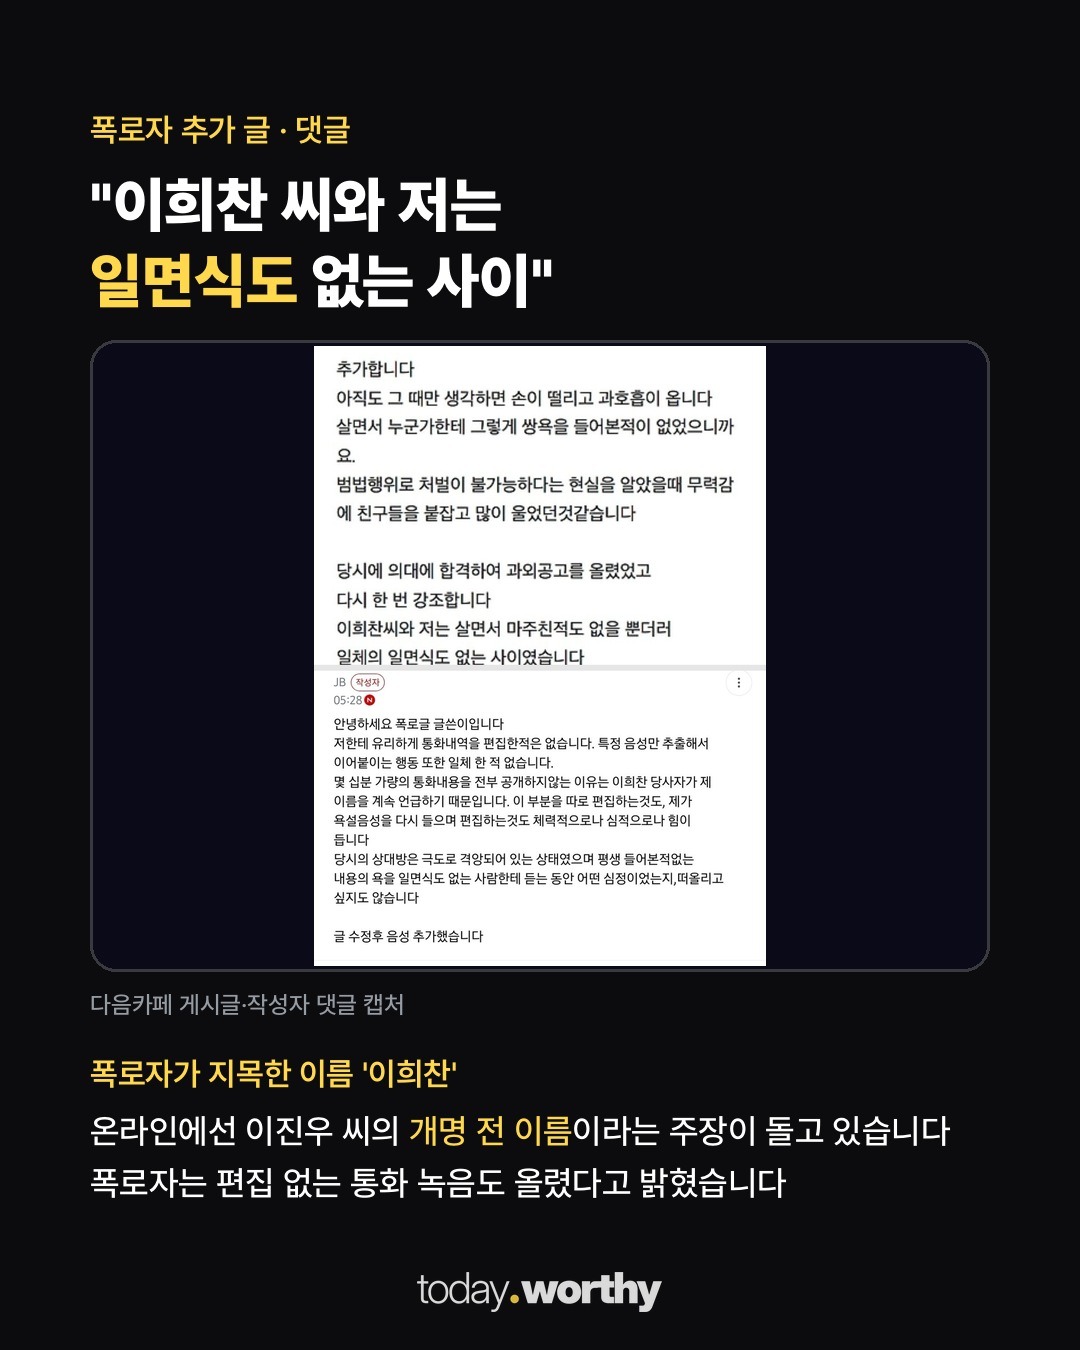 폭로자 추가 글 · 댓글
"이희찬 씨와 저는
일면식도 없는 사이"
추가합니다
아직도 그 때만 생각하면 손이 떨리고 과호흡이 옵니다
살면서 누군가한테 그렇게 쌍욕을 들어본적이 없었으니까
요.
범법행위로 처벌이 불가능하다는 현실을 알았을때 무력감
에 친구들을 붙잡고 많이 울었던것같습니다
당시에 의대에 합격하여 과외공고를 올렸었고
다시 한 번 강조합니다
이희찬씨와 저는 살면서 마주친적도 없을 뿐더러
일체의 일면식도 없는 사이였습니다
JB 작성자
05:28 N
안녕하세요 폭로글 글쓴이입니다
저한테 유리하게 통화내역을 편집한적은 없습니다. 특정 음성만 추출해서
이어붙이는 행동 또한 일체 한 적 없습니다.
몇 십분 가량의 통화내용을 전부 공개하지않는 이유는 이희찬 당사자가 제
이름을 계속 언급하기 때문입니다. 이 부분을 따로 편집하는것도, 제가
욕설음성을 다시 들으며 편집하는것도 체력적으로나 심적으로나 힘이
듭니다
당시의 상대방은 극도로 격앙되어 있는 상태였으며 평생 들어본적없는
내용의 욕을 일면식도 없는 사람한테 듣는 동안 어떤 심정이었는지,떠올리고
싶지도 않습니다
글 수정후 음성 추가했습니다
다음카페 게시글·작성자 댓글 캡처
폭로자가 지목한 이름 '이희찬'
온라인에선 이진우 씨의 개명 전 이름이라는 주장이 돌고 있습니다
폭로자는 편집 없는 통화 녹음도 올렸다고 밝혔습니다
today.worthy